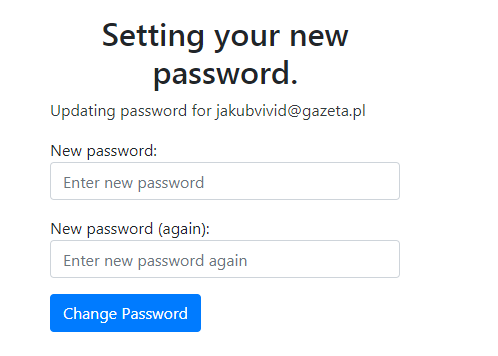 Setting your new
password.
Updating password for jakubvivid@gazeta.pl
New password:
Enter new password
New password (again):
Enter new password again
Change Password